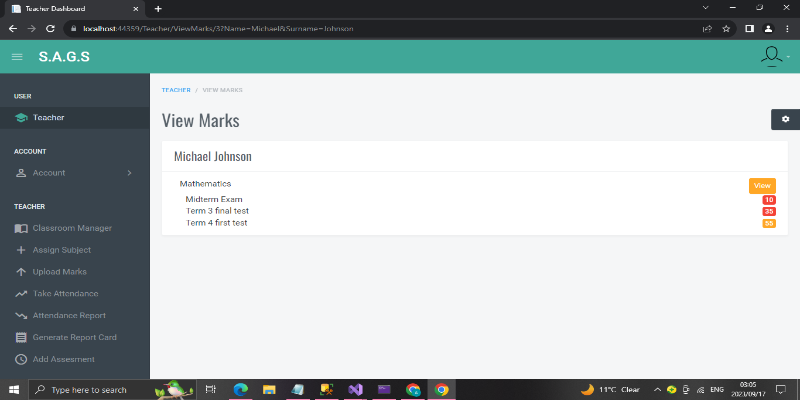 Teacher Dashboard
localhost:44359/Teacher/ViewMarks/3?Name=Michael&Surname=Johnson
S.A.G.S
USER
Teacher
ACCOUNT
Account
TEACHER
Classroom Manager
Assign Subject
Upload Marks
Take Attendance
Attendance Report
Generate Report Card
Add Assesment
TEACHER / VIEW MARKS
View Marks
Michael Johnson
Mathematics View
Midterm Exam 10
Term 3 final test 35
Term 4 first test 55
Type here to search
11°C Clear
ENG
03:05
2023/09/17